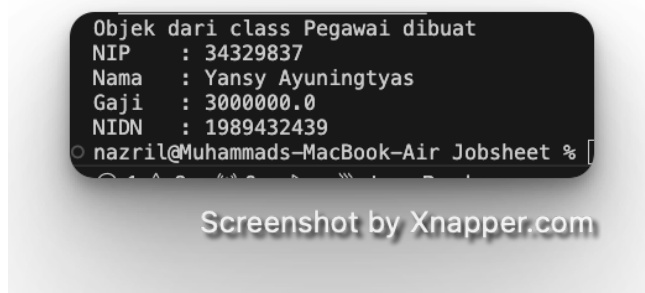 Objek dari class Pegawai dibuat
NIP    : 34329837
Nama   : Yansy Ayuningtyas
Gaji   : 3000000.0
NIDN   : 1989432439
nazril@Muhammads-MacBook-Air Jobsheet %
Screenshot by Xnapper.com